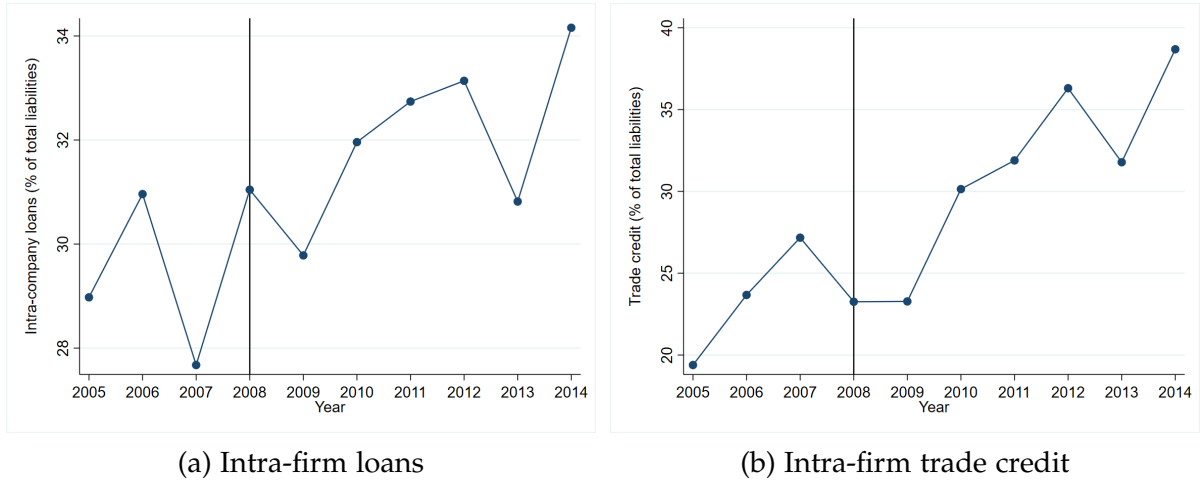 Intra-company loans (% of total liabilities)
34
32
30
28
2005 2006 2007 2008 2009 2010 2011 2012 2013 2014
Year
(a) Intra-firm loans
Trade credit (% of total liabilities)
40
35
30
25
20
2005 2006 2007 2008 2009 2010 2011 2012 2013 2014
Year
(b) Intra-firm trade credit